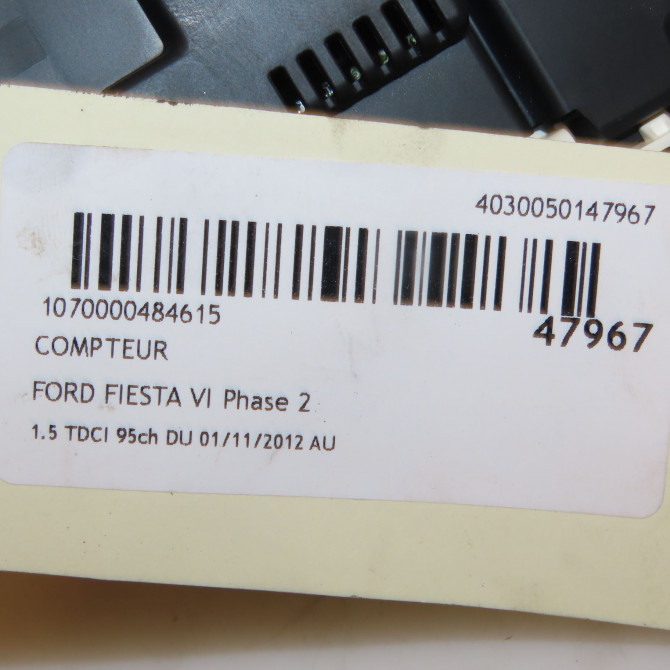 4030050147967
1070000484615
47967
COMPTEUR
FORD FIESTA VI Phase 2
1.5 TDCI 95ch DU 01/11/2012 AU